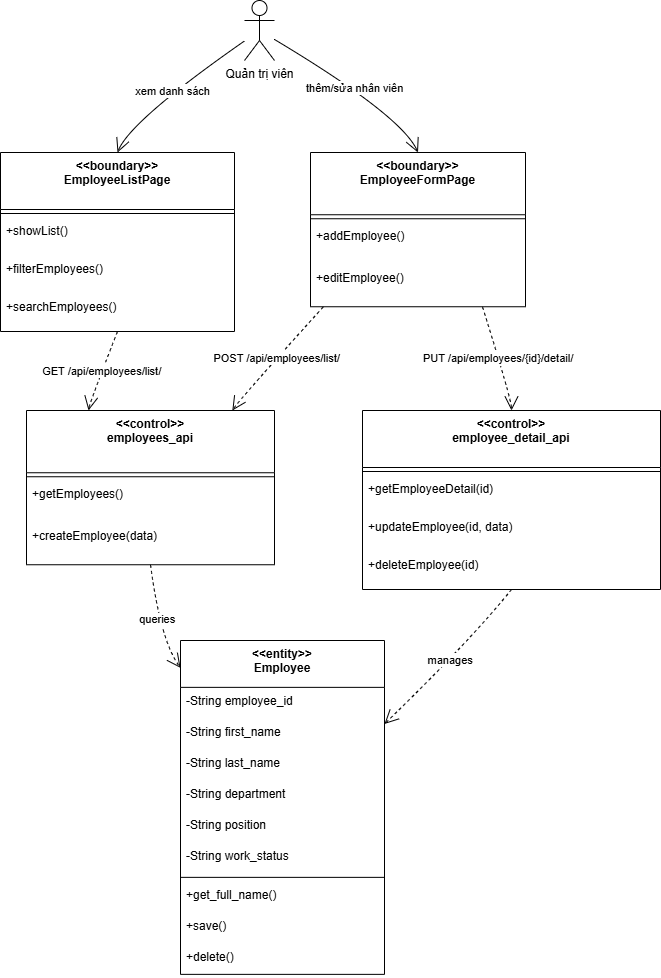 Quản trị viên
xem danh sách
thêm/sửa nhân viên
<<boundary>>
EmployeeListPage
+showList()
+filterEmployees()
+searchEmployees()
<<boundary>>
EmployeeFormPage
+addEmployee()
+editEmployee()
GET /api/employees/list/
POST /api/employees/list/
PUT /api/employees/{id}/detail/
<<control>>
employees_api
+getEmployees()
+createEmployee(data)
<<control>>
employee_detail_api
+getEmployeeDetail(id)
+updateEmployee(id, data)
+deleteEmployee(id)
queries
manages
<<entity>>
Employee
-String employee_id
-String first_name
-String last_name
-String department
-String position
-String work_status
+get_full_name()
+save()
+delete()